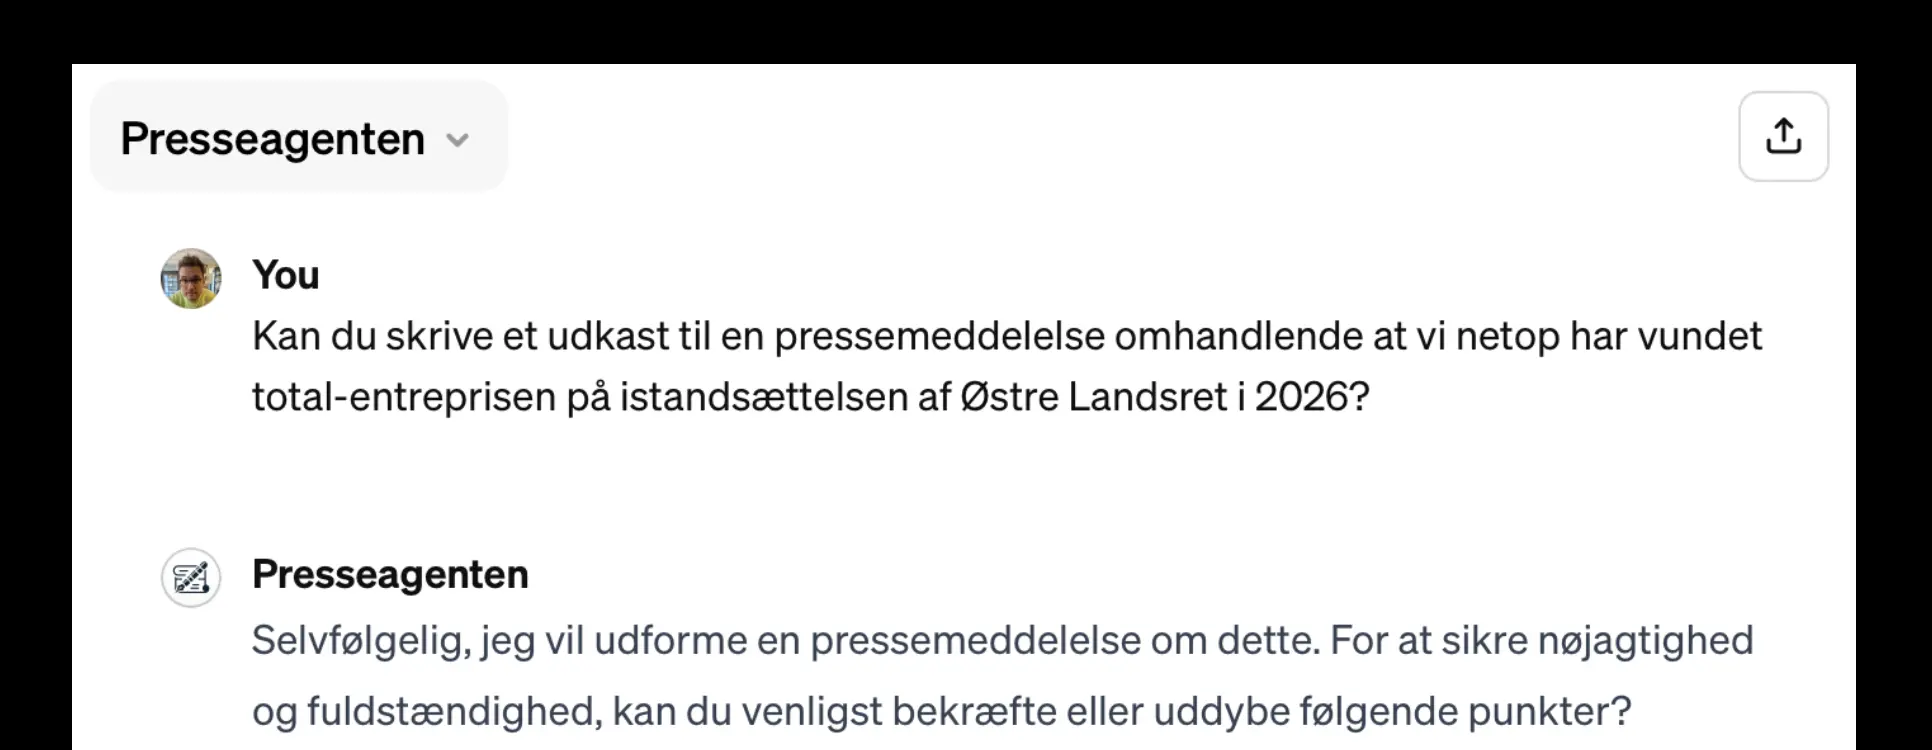 Presseagenten
You
Kan du skrive et udkast til en pressemeddelelse omhandlende at vi netop har vundet
total-entreprisen på istandsættelsen af Østre Landsret i 2026?
Presseagenten
Selvfølgelig, jeg vil udforme en pressemeddelelse om dette. For at sikre nøjagtighed
og fuldstændighed, kan du venligst bekræfte eller uddybe følgende punkter?